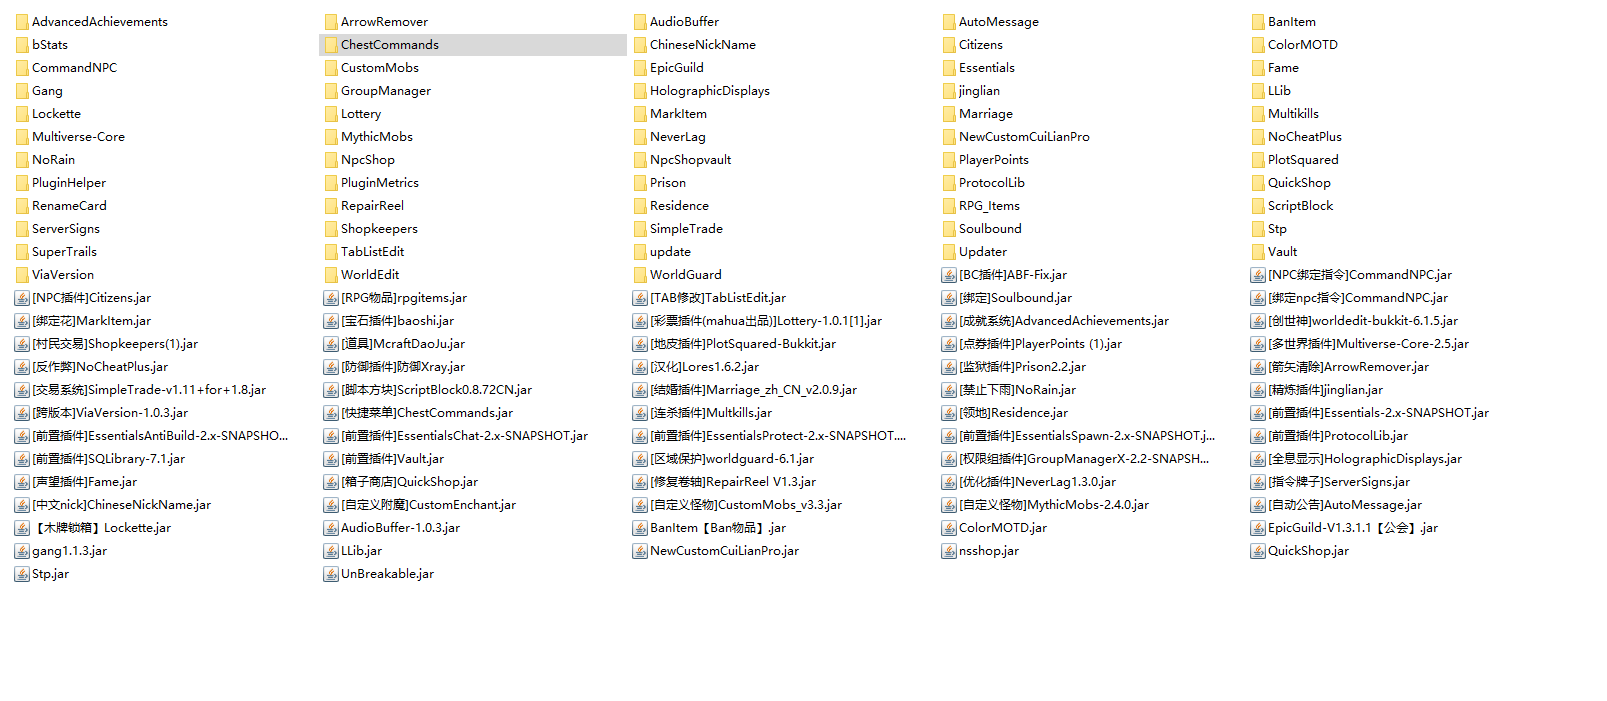 AdvancedAchievements ArrowRemover AudioBuffer AutoMessage BanItem
bStats ChestCommands ChineseNickName Citizens ColorMOTD
CommandNPC CustomMobs EpicGuild Essentials Fame
Gang GroupManager HolographicDisplays jinglian LLib
Lockette Lottery MarkItem Marriage Multikills
Multiverse-Core MythicMobs NeverLag NewCustomCuiLianPro NoCheatPlus
NoRain NpcShop NpcShopvault PlayerPoints PlotSquared
PluginHelper PluginMetrics Prison ProtocolLib QuickShop
RenameCard RepairReel Residence RPG_Items ScriptBlock
ServerSigns Shopkeepers SimpleTrade Soulbound Stp
SuperTrails TabListEdit update Updater Vault
ViaVersion WorldEdit WorldGuard [BC插件]ABF-Fix.jar [NPC绑定指令]CommandNPC.jar
[NPC插件]Citizens.jar [RPG物品]rpgitems.jar [TAB修改]TabListEdit.jar [绑定]Soulbound.jar [绑定npc指令]CommandNPC.jar
[绑定花]MarkItem.jar [宝石插件]baoshi.jar [彩票插件(mahua出品)]Lottery-1.0.1[1].jar [成就系统]AdvancedAchievements.jar [创世神]worldedit-bukkit-6.1.5.jar
[村民交易]Shopkeepers(1).jar [道具]McraftDaoJu.jar [地皮插件]PlotSquared-Bukkit.jar [点券插件]PlayerPoints (1).jar [多世界插件]Multiverse-Core-2.5.jar
[反作弊]NoCheatPlus.jar [防御插件]防御Xray.jar [汉化]Lores1.6.2.jar [监狱插件]Prison2.2.jar [箭矢清除]ArrowRemover.jar
[交易系统]SimpleTrade-v1.11+for+1.8.jar [脚本方块]ScriptBlock0.8.72CN.jar [结婚插件]Marriage_zh_CN_v2.0.9.jar [禁止下雨]NoRain.jar [精炼插件]jinglian.jar
[跨版本]ViaVersion-1.0.3.jar [快捷菜单]ChestCommands.jar [连杀插件]Multkills.jar [领地]Residence.jar [前置插件]Essentials-2.x-SNAPSHOT.jar
[前置插件]EssentialsAntiBuild-2.x-SNAPSHO... [前置插件]EssentialsChat-2.x-SNAPSHOT.jar [前置插件]EssentialsProtect-2.x-SNAPSHOT.... [前置插件]EssentialsSpawn-2.x-SNAPSHOT.j... [前置插件]ProtocolLib.jar
[前置插件]SQLibrary-7.1.jar [前置插件]Vault.jar [区域保护]worldguard-6.1.jar [权限组插件]GroupManagerX-2.2-SNAPSH... [全息显示]HolographicDisplays.jar
[声望插件]Fame.jar [箱子商店]QuickShop.jar [修复卷轴]RepairReel V1.3.jar [优化插件]NeverLag1.3.0.jar [指令牌子]ServerSigns.jar
[中文nick]ChineseNickName.jar [自定义附魔]CustomEnchant.jar [自定义怪物]CustomMobs_v3.3.jar [自定义怪物]MythicMobs-2.4.0.jar [自动公告]AutoMessage.jar
【木牌锁箱】Lockette.jar AudioBuffer-1.0.3.jar BanItem【Ban物品】.jar ColorMOTD.jar EpicGuild-V1.3.1.1【公会】.jar
gang1.1.3.jar LLib.jar NewCustomCuiLianPro.jar nsshop.jar QuickShop.jar
Stp.jar UnBreakable.jar